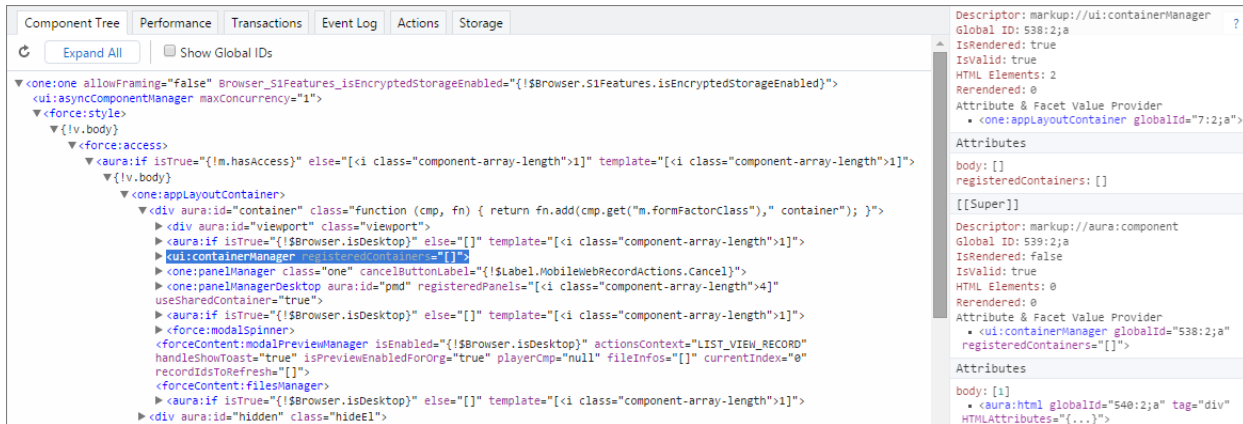 Component Tree Performance Transactions Event Log Actions Storage
Expand All Show Global IDs
▼<one:one allowFraming="false" Browser_S1Features_isEncryptedStorageEnabled="{!$Browser.S1Features.isEncryptedStorageEnabled}">
<ui:asyncComponentManager maxConcurrency="1">
▼<force:style>
▼{!v.body}
▼<force:access>
▼<aura:if isTrue="{!m.hasAccess}" else="[<i class="component-array-length">1]" template="[<i class="component-array-length">1]">
▼{!v.body}
▼<one:appLayoutContainer>
▼<div aura:id="container" class="function (cmp, fn) { return fn.add(cmp.get("m.formFactorClass")," container"); }">
▶<div aura:id="viewport" class="viewport">
▶<aura:if isTrue="{!$Browser.isDesktop}" else="[]" template="[<i class="component-array-length">1]">
▶<ui:containerManager registeredContainers="[]">
▶<one:panelManager class="one" cancelButtonLabel="{!$Label.MobileWebRecordActions.Cancel}">
▶<one:panelManagerDesktop aura:id="pmd" registeredPanels="[<i class="component-array-length">4]"
useSharedContainer="true">
▶<aura:if isTrue="{!$Browser.isDesktop}" else="[]" template="[<i class="component-array-length">1]">
▶<force:modalSpinner>
<forceContent:modalPreviewManager isEnabled="{!$Browser.isDesktop}" actionsContext="LIST_VIEW_RECORD"
handleShowToast="true" isPreviewEnabledForOrg="true" playerCmp="null" fileInfos="[]" currentIndex="0"
recordIdsToRefresh="[]">
<forceContent:filesManager>
▶<aura:if isTrue="{!$Browser.isDesktop}" else="[]" template="[<i class="component-array-length">1]">
▶<div aura:id="hidden" class="hideEl">
Descriptor: markup://ui:containerManager
?
Global ID: 538:2;a
IsRendered: true
IsValid: true
HTML Elements: 2
Rerendered: 0
Attribute & Facet Value Provider
▪ <one:appLayoutContainer globalId="7:2;a">
Attributes
body: []
registeredContainers: []
[[Super]]
Descriptor: markup://aura:component
Global ID: 539:2;a
IsRendered: false
IsValid: true
HTML Elements: 0
Rerendered: 0
Attribute & Facet Value Provider
▪ <ui:containerManager globalId="538:2;a"
registeredContainers="[]">
Attributes
body: [1]
▪ <aura:html globalId="540:2;a" tag="div"
HTMLAttributes="{...}">